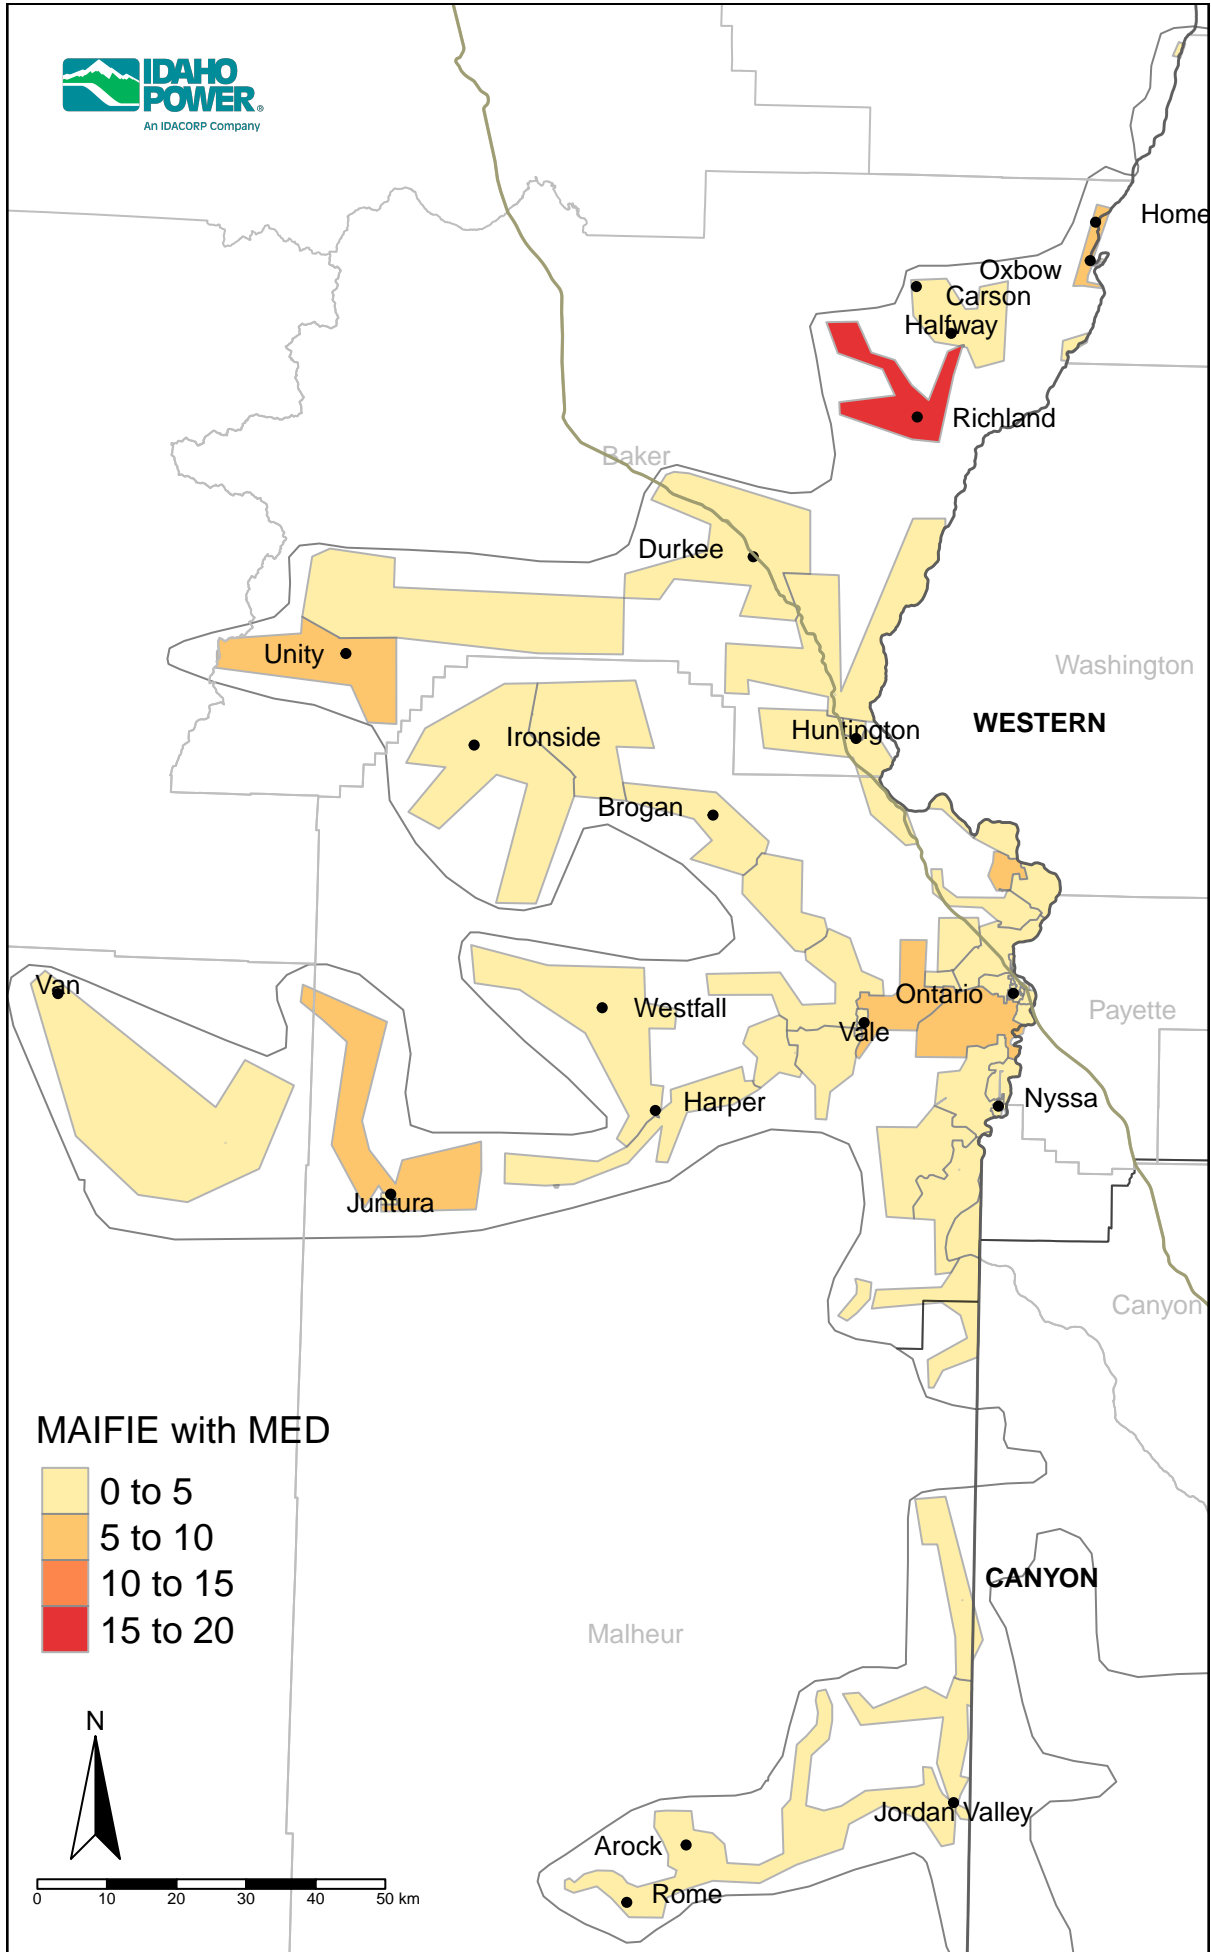 IDAHO
POWER®
An IDACORP Company
Home
Oxbow
Carson
Halfway
Richland
Baker
Durkee
Unity
Washington
WESTERN
Ironside
Huntington
Brogan
Van
Westfall
Ontario
Payette
Vale
Harper
Nyssa
Juntura
Canyon
MAIFIE with MED
0 to 5
5 to 10
10 to 15
15 to 20
CANYON
Malheur
N
Jordan Valley
Arock
Rome
0 10 20 30 40 50 km